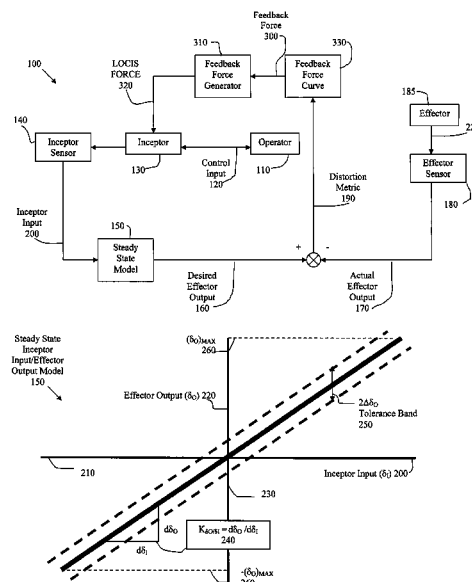 Feedback
Force
300
310
330
100
LOCIS
FORCE
320
Feedback
Force
Generator
Feedback
Force
Curve
185
Effector
140
Inceptor
Sensor
Inceptor
130
Operator
110
Control
Input
120
Effector
Sensor
180
Distortion
Metric
190
Inceptor
Input
200
150
Steady
State
Model
+
-
Desired
Effector
Output
160
Actual
Effector
Output
170
Steady State
Inceptor
Input/Effector
Output Model
150
(δO)MAX
260
Effector Output (δO) 220
2ΔδO
Tolerance Band
250
210
Inceptor Input (δI) 200
230
dδO
dδI
KδO/δI = dδO/dδI
240
-(δO)MAX